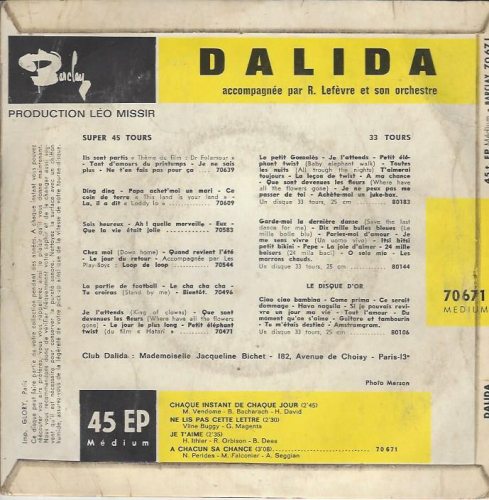 Barclay
PRODUCTION LÉO MISSIR
DALIDA
accompagnée par R. Lefèvre et son orchestre
SUPER 45 TOURS
Ils sont partis « Thème du film : Dr Folamour »
- Tout d'amours du printemps - Je ne sais
plus - Ne t'en fais pas pour ça .... 70639
Ding ding - Papa achet'moi un mari - Ce
coin de terre « This land is your land » -
Là, il a dit « Loddy lo » ........ 70609
Sois heureux - Ah ! quelle merveille - Eux -
Que la vie était jolie .......... 70583
Chez moi (Down home) - Quand revient l'été
- Le jour du retour - Accompagnée par Les
Play-Boys : Loop de loop ........ 70544
La partie de football - Le cha cha cha -
Tu croiras (Stand by me) - Bientôt. 70496
Je t'attends (King of clowns) - Que sont
devenues les fleurs (Where have all the flowers
gone) - Le jour le plus long - Petit éléphant
twist (du film « Hatari » ........ 70471
33 TOURS
Le petit Gonzalès - Je l'attends - Petit élé-
phant twist (Baby elephant walk) - Toutes
les nuits (All trough the night) T'aimerai
toujours - La leçon de twist - A ma chance
- Que sont devenues les fleurs (Where have
all the flowers gone) - Je ne peux pas me
passer de toi - Achète-moi un juke-box.
Un disque 33 tours, 25 cm ........ 80183
Garde-moi la dernière danse (Save the last
dance for me) - Dix mille bulles bleues (Le
mille bolle blu) - Parlez-moi d'amour - Je
me sens vivre (Un uomo vivo) - Itsi bitsi
petit bikini - Pepe - La joie d'aimer - 24 mille
baisers (24 mila baci) - O sole mio - Les
marrons chauds.
Un disque 33 tours, 25 cm ........ 80144
LE DISQUE D'OR
Ciao ciao bambina - Come prima - Ce serait
dommage - Hava naguila - Si je pouvais revi-
vre un jour ma vie - Tout l'amour - Du
moment qu'on s'aime - Guitare et tambourin
- Tu m'étais destiné - Amstramgram.
Un disque 33 tours, 25 cm ........ 80106
Club Dalida : Mademoiselle Jacqueline Bichet - 182, Avenue de Choisy - Paris-13e
Photo Merson
70671
MEDIUM
45 EP
Médium
CHAQUE INSTANT DE CHAQUE JOUR (2'45)
M. Vendome - B. Bacharach - H. David
NE LIS PAS CETTE LETTRE (2'30)
Vline Buggy - G. Magenta
JE T'AIME (2'35)
H. Ithier - R. Orbison - B. Dees
A CHACUN SA CHANCE (3'08)
N. Perides - M. Falconier - A. Seggian
70 671
Imp. GLORY, Paris
BARCLAY 70671
DALIDA